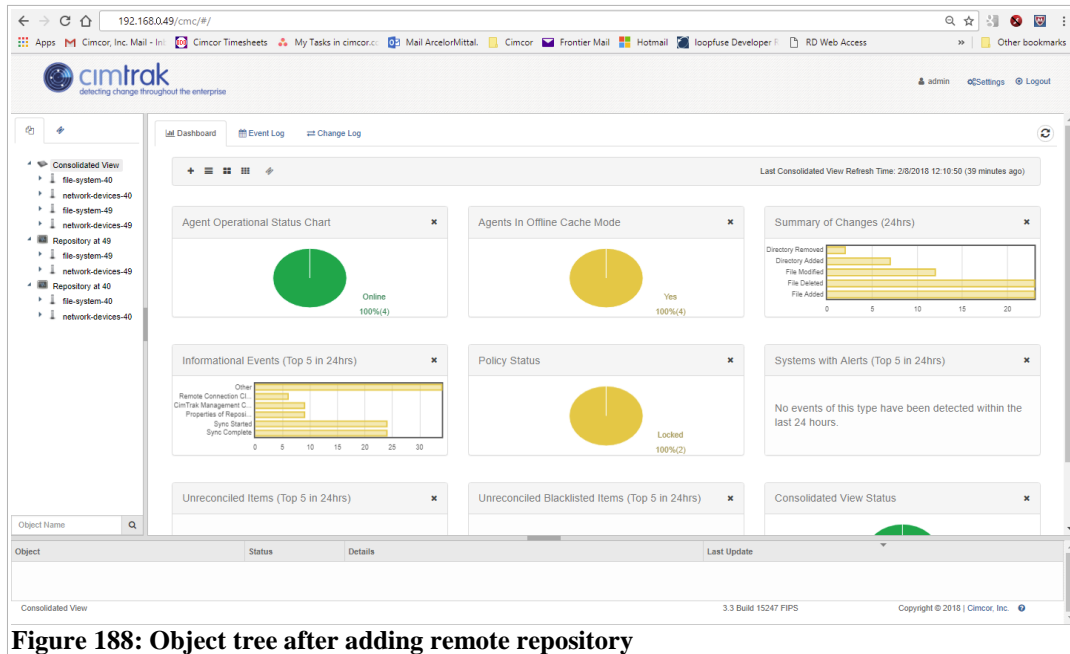 192.168.0.49/cmc/#/
Apps Cimcor, Inc. Mail - In Cimcor Timesheets My Tasks in cimcor.c Mail ArcelorMittal. Cimcor Frontier Mail Hotmail loopfuse Developer RD Web Access » Other bookmarks
cimtrak
detecting change throughout the enterprise
admin Settings Logout
Dashboard Event Log Change Log
Consolidated View
file-system-40
network-devices-40
file-system-49
network-devices-49
Repository at 49
file-system-49
network-devices-49
Repository at 40
file-system-40
network-devices-40
Object Name
Last Consolidated View Refresh Time: 2/8/2018 12:10:50 (39 minutes ago)
Agent Operational Status Chart
Online
100%(4)
Agents In Offline Cache Mode
Yes
100%(4)
Summary of Changes (24hrs)
Directory Removed
Directory Added
File Modified
File Deleted
File Added
0 5 10 15 20
Informational Events (Top 5 in 24hrs)
Other
Remote Connection Cl...
CimTrak Management C...
Properties of Reposi...
Sync Started
Sync Complete
0 5 10 15 20 25 30
Policy Status
Locked
100%(2)
Systems with Alerts (Top 5 in 24hrs)
No events of this type have been detected within the
last 24 hours.
Unreconciled Items (Top 5 in 24hrs)
Unreconciled Blacklisted Items (Top 5 in 24hrs)
Consolidated View Status
Object Status Details Last Update
Consolidated View 3.3 Build 15247 FIPS Copyright © 2018 | Cimcor, Inc.
Figure 188: Object tree after adding remote repository